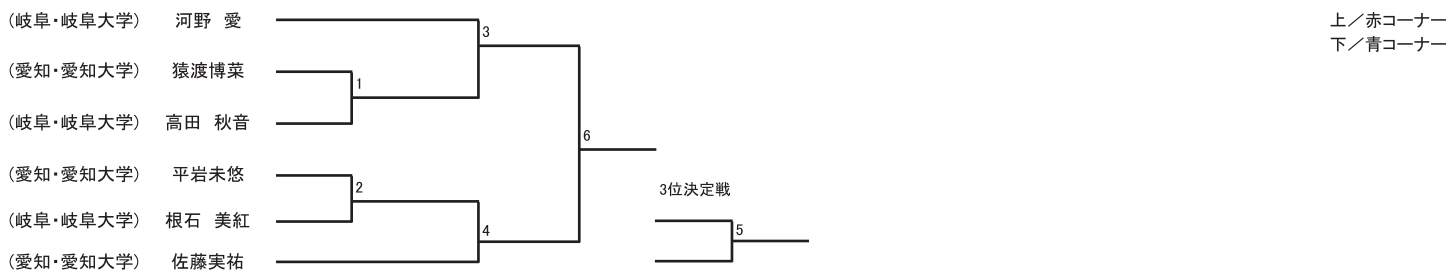 （岐阜・岐阜大学） 河野 愛
3
上／赤コーナー
下／青コーナー
（愛知・愛知大学） 猿渡博菜
1
（岐阜・岐阜大学） 高田 秋音
6
（愛知・愛知大学） 平岩未悠
2
3位決定戦
（岐阜・岐阜大学） 根石 美紅
4
5
（愛知・愛知大学） 佐藤実祐